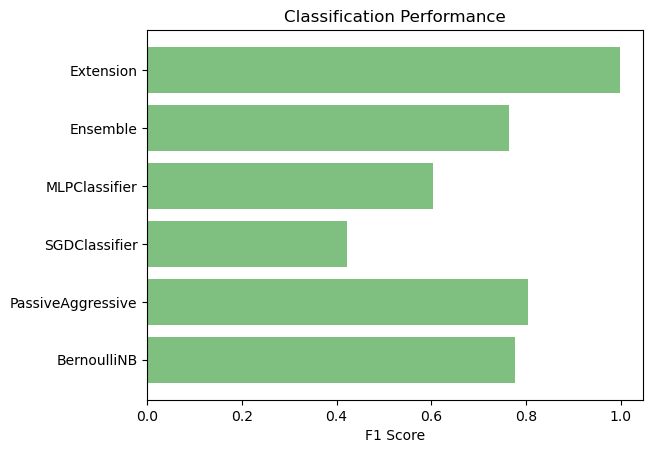 Classification Performance
Extension
Ensemble
MLPClassifier
SGDClassifier
PassiveAggressive
BernoulliNB
0.0 0.2 0.4 0.6 0.8 1.0
F1 Score